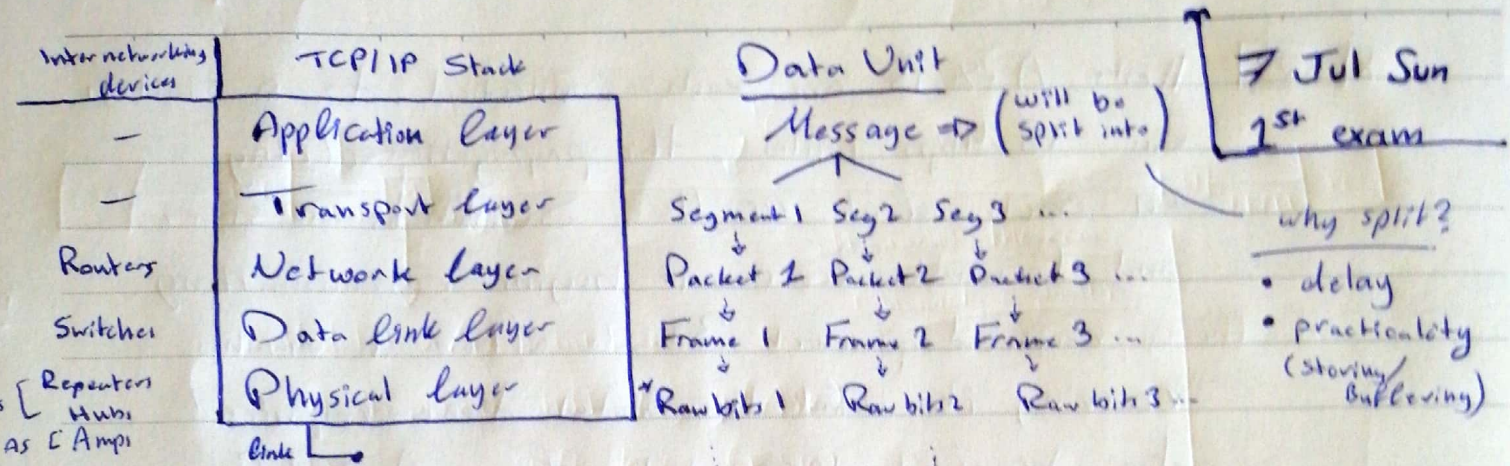 Internetworking devices | TCP/IP Stack | Data Unit
– | Application layer | Message ⇒ (will be split into)
– | Transport layer | Segment 1 Seg 2 Seg 3 ...
Routers | Network layer | Packet 1 Packet 2 Packet 3 ...
Switches | Data link layer | Frame 1 Frame 2 Frame 3 ...
[ Repeaters Hubs | Physical layer | Raw bits 1 Raw bits 2 Raw bits 3 ...
As [ Amps
link
7 Jul Sun
1st exam
why split?
• delay
• practicality
(storing/
Buffering)